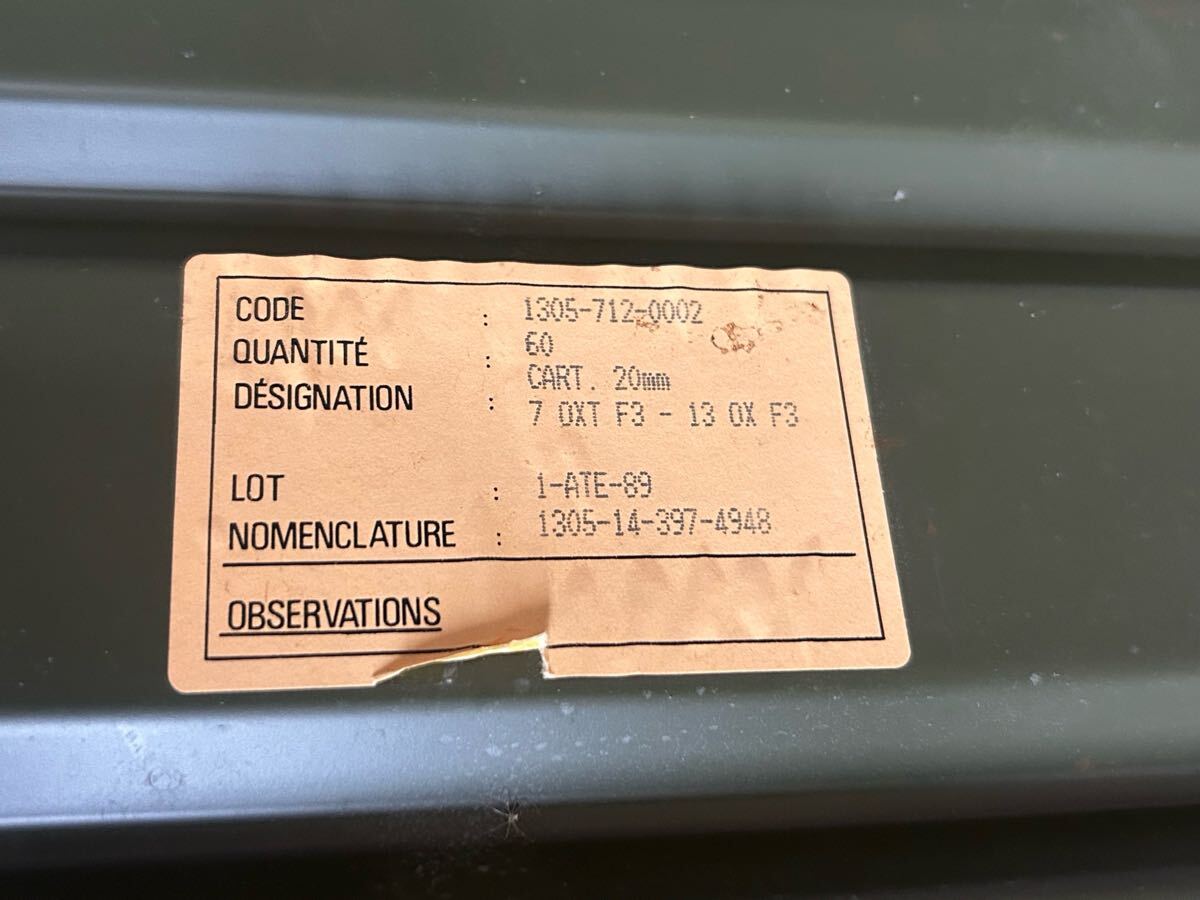 CODE : 1305-712-0002
QUANTITÉ : 60
DÉSIGNATION : CART. 20mm
7 OXT F3 - 13 OX F3
LOT : 1-ATE-89
NOMENCLATURE : 1305-14-397-4948
OBSERVATIONS